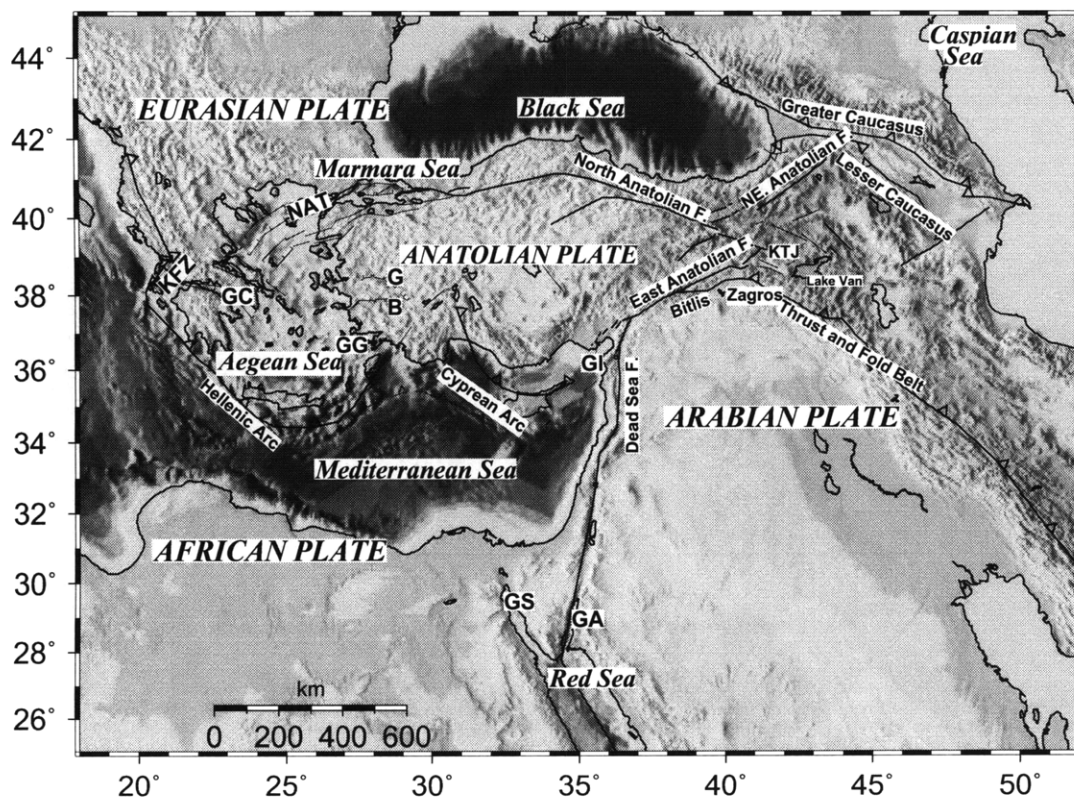 44°
42°
40°
38°
36°
34°
32°
30°
28°
26°
Caspian
Sea
EURASIAN PLATE
Black Sea
Greater Caucasus
Marmara Sea
North Anatolian F.
NE. Anatolian F.
Lesser Caucasus
NAT
ANATOLIAN PLATE
KTJ
KFZ
GC
G
B
East Anatolian F.
Lake Van
Bitlis
Zagros
Thrust and Fold Belt
GG
Aegean Sea
GI
Hellenic Arc
Cyprean Arc
Dead Sea F.
ARABIAN PLATE
Mediterranean Sea
AFRICAN PLATE
GS
GA
Red Sea
km
0 200 400 600
20° 25° 30° 35° 40° 45° 50°